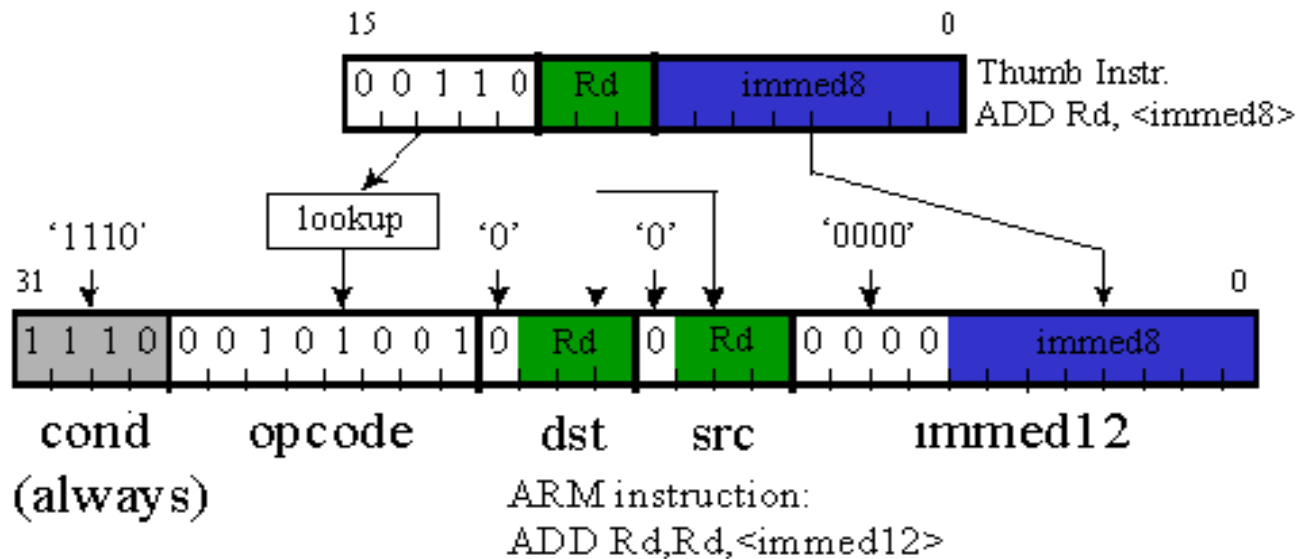 15 0
0 0 1 1 0 Rd immed8
Thumb Instr.
ADD Rd, <immed8>
lookup
‘1110’ ‘0’ ‘0’ ‘0000’
31 0
1 1 1 0 0 0 1 0 1 0 0 1 0 Rd 0 Rd 0 0 0 0 immed8
cond opcode dst src immed12
(always)
ARM instruction:
ADD Rd,Rd,<immed12>